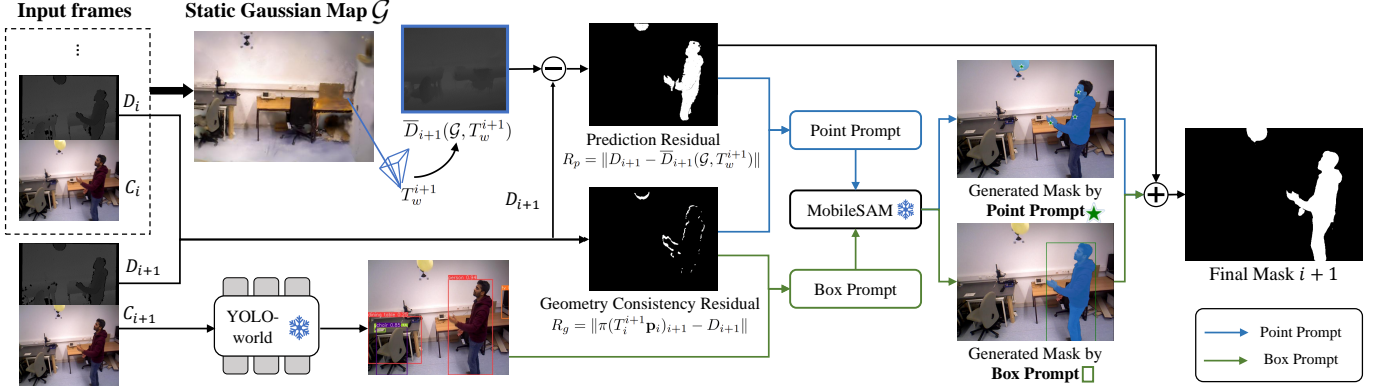 Input frames
Static Gaussian Map 𝒢
⋮
D_i
C_i
D_{i+1}
C_{i+1}
T_w^{i+1}
D̅_{i+1}(𝒢, T_w^{i+1})
D_{i+1}
−
YOLO-
world
Prediction Residual
R_p = ‖D_{i+1} − D̅_{i+1}(𝒢, T_w^{i+1})‖
Geometry Consistency Residual
R_g = ‖π(T_i^{i+1} 𝐩_i)_{i+1} − D_{i+1}‖
Point Prompt
MobileSAM
Box Prompt
Generated Mask by
Point Prompt
Generated Mask by
Box Prompt
+
Final Mask i + 1
Point Prompt
Box Prompt